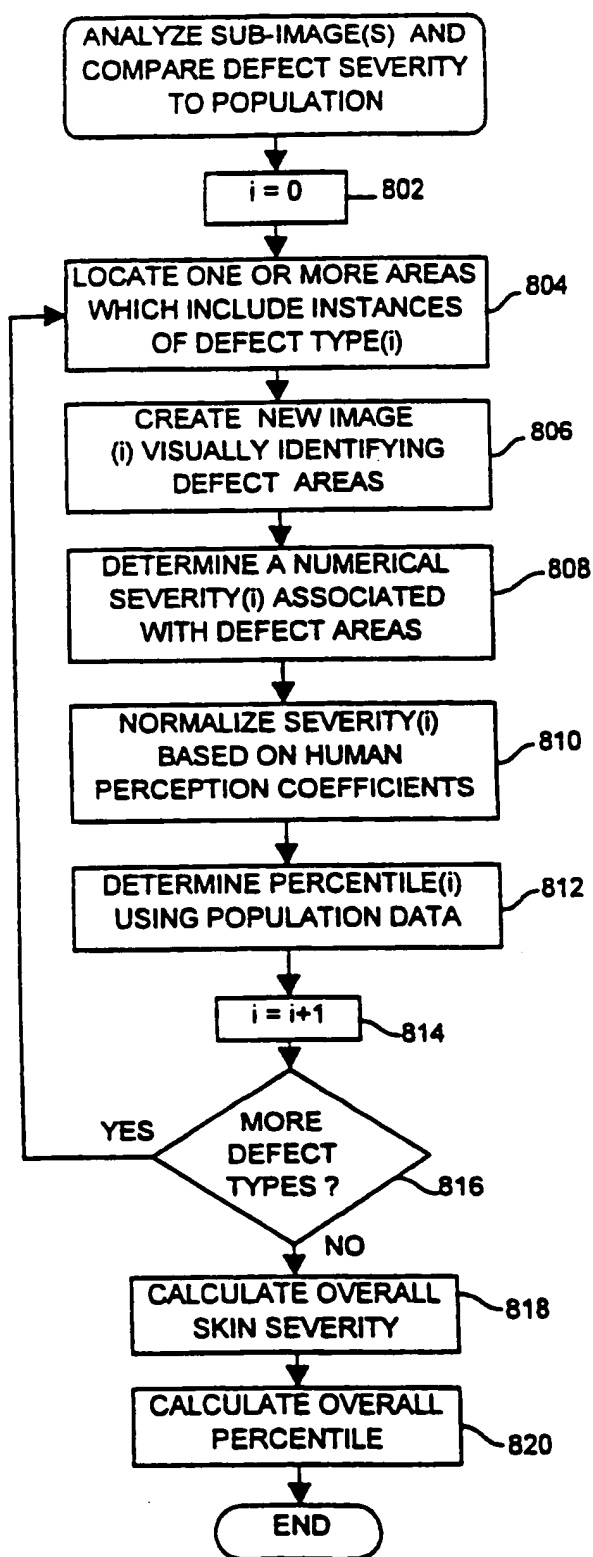 ANALYZE SUB-IMAGE(S) AND
COMPARE DEFECT SEVERITY
TO POPULATION
i = 0
802
LOCATE ONE OR MORE AREAS
WHICH INCLUDE INSTANCES
OF DEFECT TYPE(i)
804
CREATE NEW IMAGE
(i) VISUALLY IDENTIFYING
DEFECT AREAS
806
DETERMINE A NUMERICAL
SEVERITY(i) ASSOCIATED
WITH DEFECT AREAS
808
NORMALIZE SEVERITY(i)
BASED ON HUMAN
PERCEPTION COEFFICIENTS
810
DETERMINE PERCENTILE(i)
USING POPULATION DATA
812
i = i+1
814
YES
MORE
DEFECT
TYPES ?
816
NO
CALCULATE OVERALL
SKIN SEVERITY
818
CALCULATE OVERALL
PERCENTILE
820
END